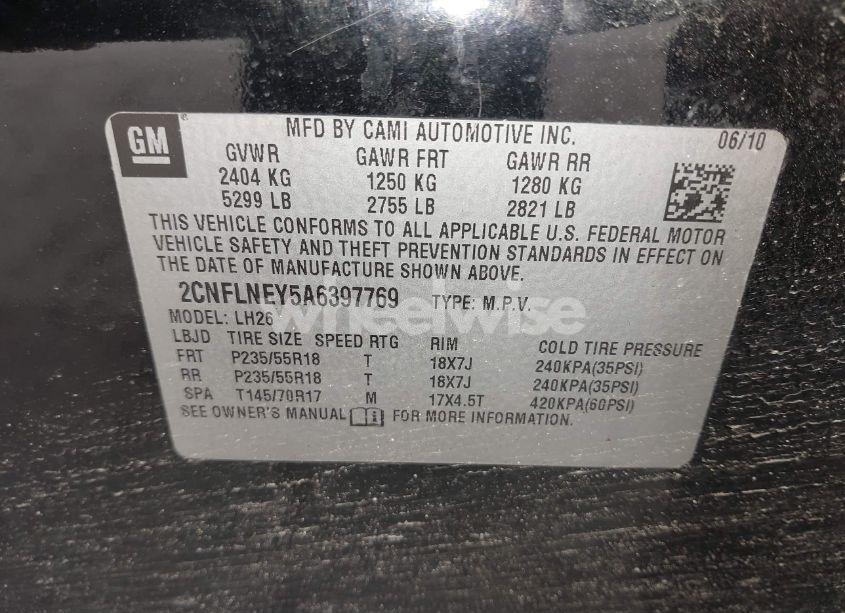 GM
MFD BY CAMI AUTOMOTIVE INC. 06/10
GVWR GAWR FRT GAWR RR
2404 KG 1250 KG 1280 KG
5299 LB 2755 LB 2821 LB
THIS VEHICLE CONFORMS TO ALL APPLICABLE U.S. FEDERAL MOTOR
VEHICLE SAFETY AND THEFT PREVENTION STANDARDS IN EFFECT ON
THE DATE OF MANUFACTURE SHOWN ABOVE.
2CNFLNEY5A6397769 TYPE: M.P.V.
wheelwise
MODEL: LH26
LBJD TIRE SIZE SPEED RTG RIM COLD TIRE PRESSURE
FRT P235/55R18 T 18X7J 240KPA(35PSI)
RR P235/55R18 T 18X7J 240KPA(35PSI)
SPA T145/70R17 M 17X4.5T 420KPA(60PSI)
SEE OWNER'S MANUAL FOR MORE INFORMATION.